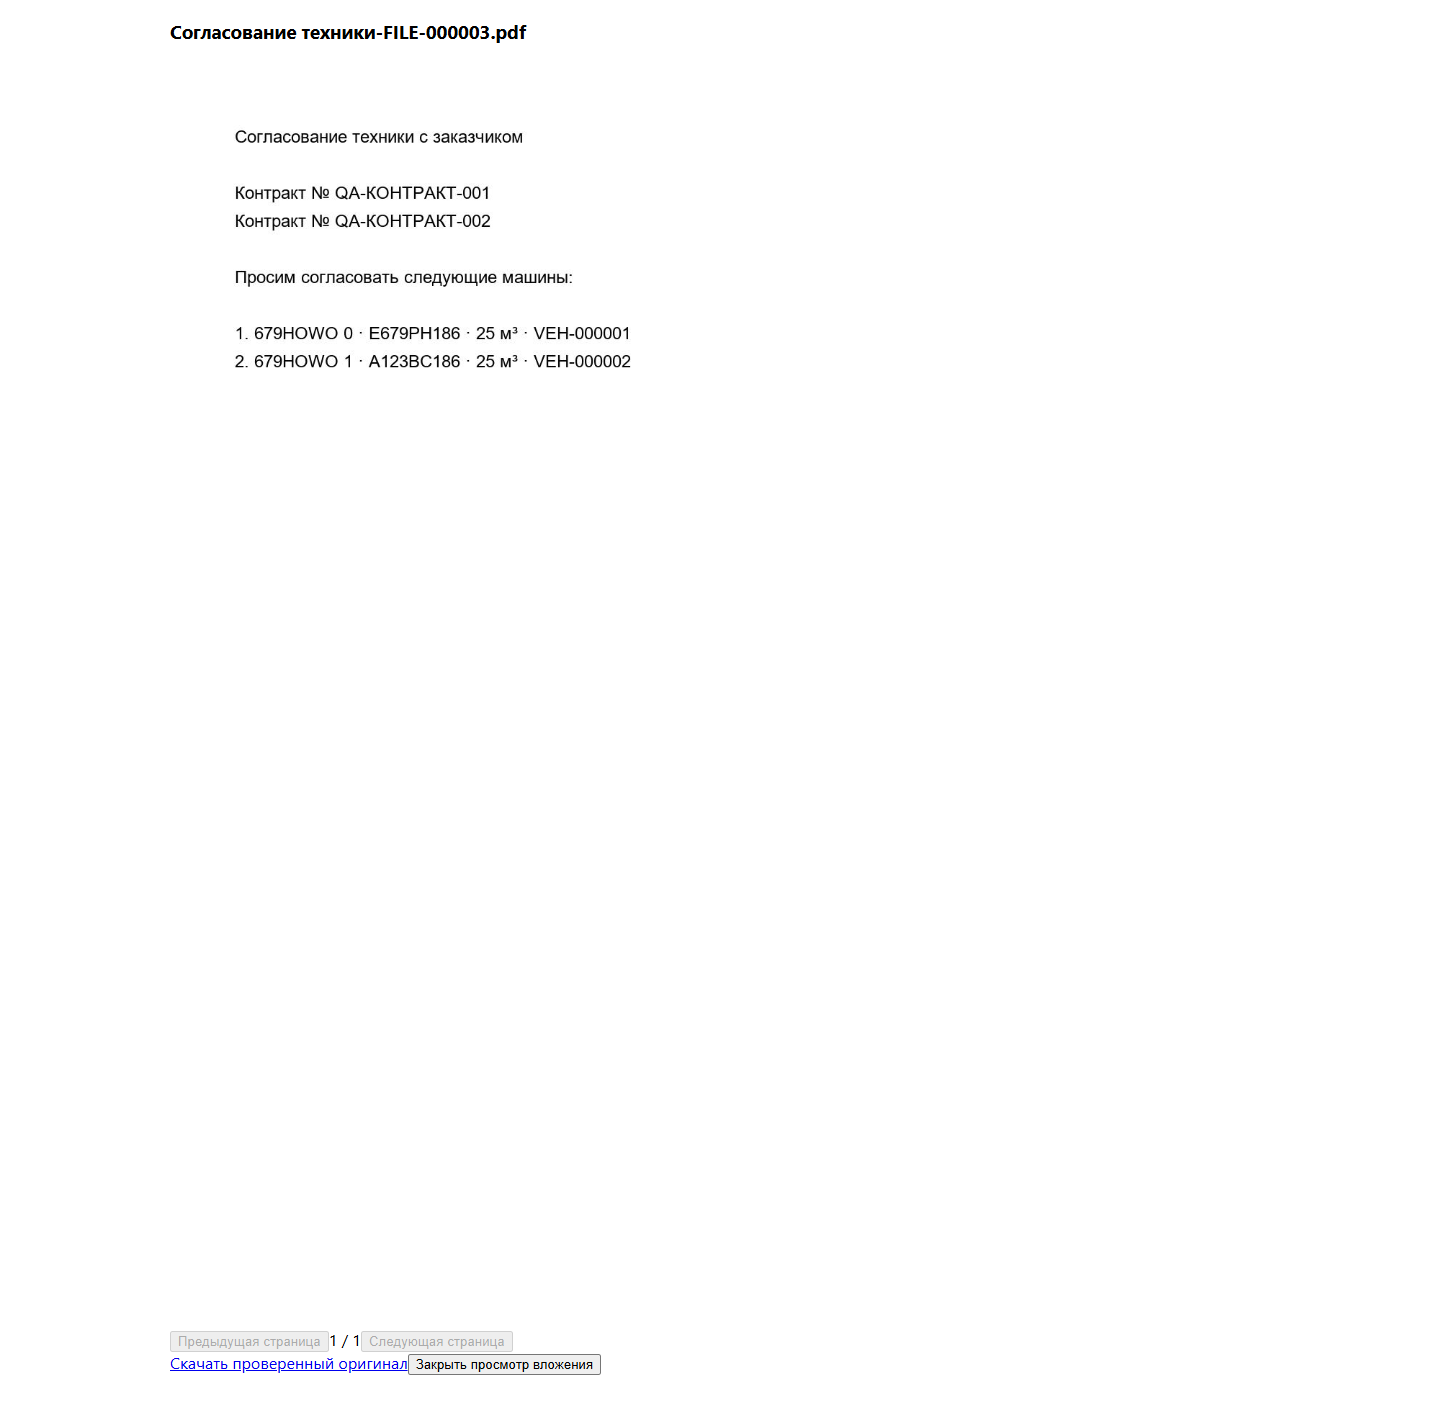 Согласование техники-FILE-000003.pdf
Согласование техники с заказчиком
Контракт № QA-КОНТРАКТ-001
Контракт № QA-КОНТРАКТ-002
Просим согласовать следующие машины:
1. 679HOWO 0 · E679PH186 · 25 м³ · VEH-000001
2. 679HOWO 1 · A123BC186 · 25 м³ · VEH-000002
Предыдущая страница 1 / 1 Следующая страница
Скачать проверенный оригинал Закрыть просмотр вложения